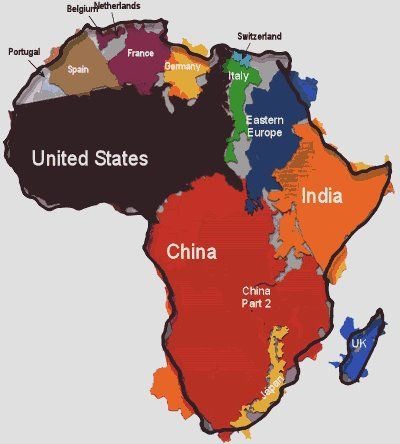 Belgium
Netherlands
Portugal
Switzerland
Spain
France
Germany
Italy
Eastern
Europe
United States
India
China
China
Part 2
UK
Japan